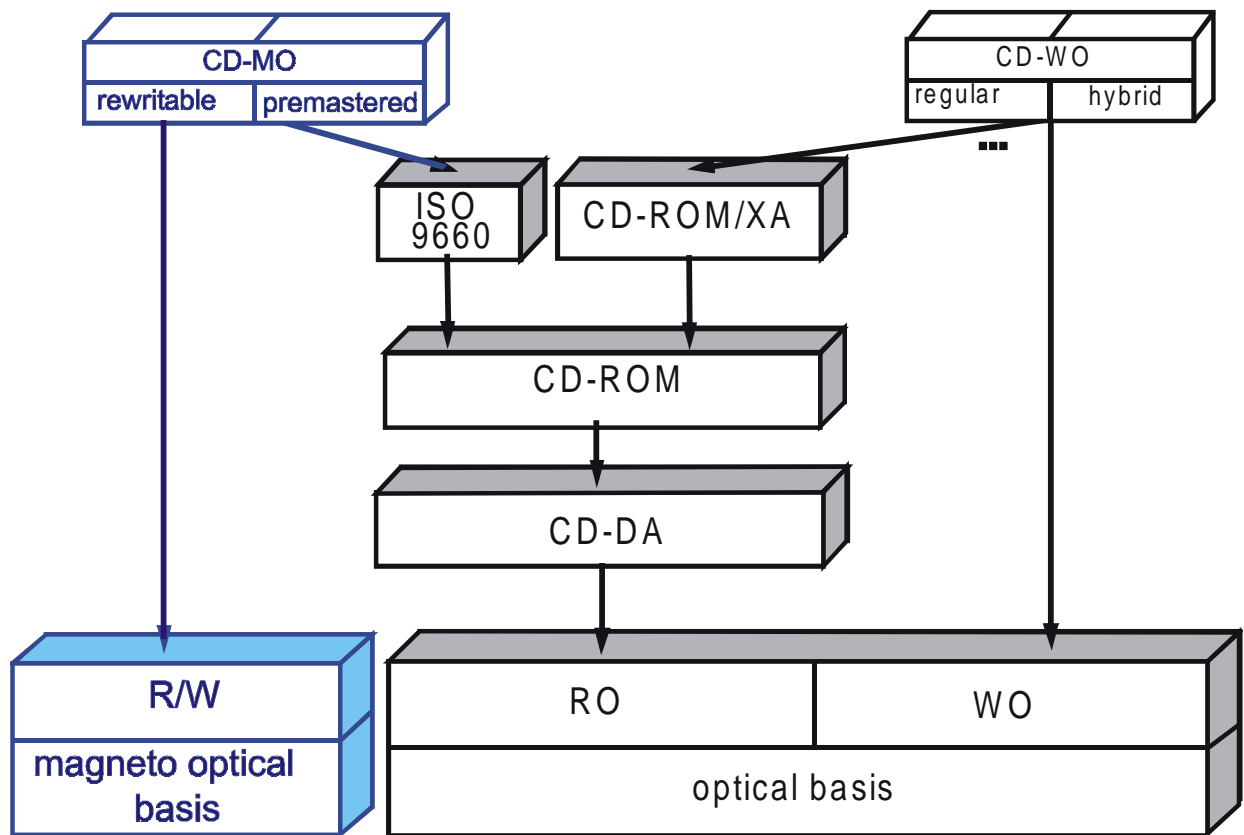 CD-MO
rewritable
premastered
CD-WO
regular
hybrid
...
ISO
9660
CD-ROM/XA
CD-ROM
CD-DA
R/W
magneto optical
basis
RO
WO
optical basis